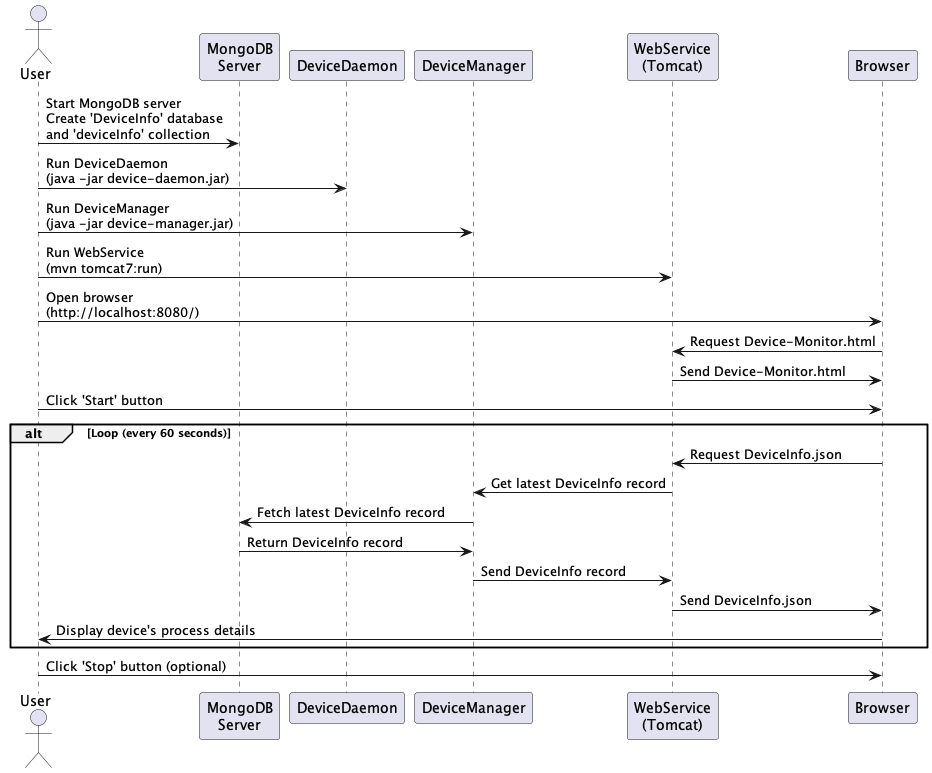 User
MongoDB
Server
DeviceDaemon
DeviceManager
WebService
(Tomcat)
Browser
Start MongoDB server
Create 'DeviceInfo' database
and 'deviceInfo' collection
Run DeviceDaemon
(java -jar device-daemon.jar)
Run DeviceManager
(java -jar device-manager.jar)
Run WebService
(mvn tomcat7:run)
Open browser
(http://localhost:8080/)
Request Device-Monitor.html
Send Device-Monitor.html
Click 'Start' button
alt [Loop (every 60 seconds)]
Request DeviceInfo.json
Get latest DeviceInfo record
Fetch latest DeviceInfo record
Return DeviceInfo record
Send DeviceInfo record
Send DeviceInfo.json
Display device's process details
Click 'Stop' button (optional)
User
MongoDB
Server
DeviceDaemon
DeviceManager
WebService
(Tomcat)
Browser